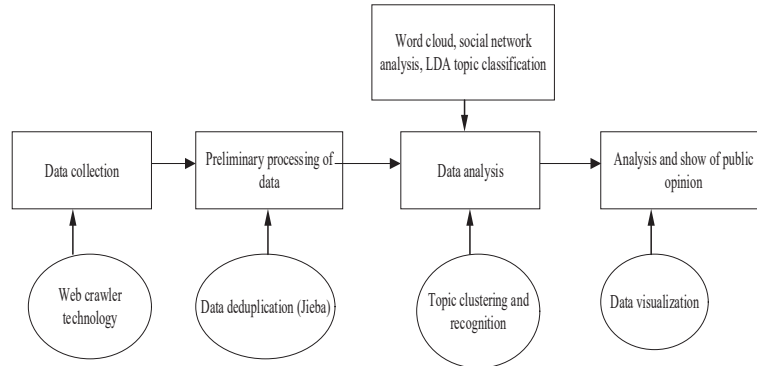 Word cloud, social network
analysis, LDA topic classification
Data collection
Preliminary processing of
data
Data analysis
Analysis and show of public
opinion
Web crawler
technology
Data deduplication (Jieba)
Topic clustering and
recognition
Data visualization